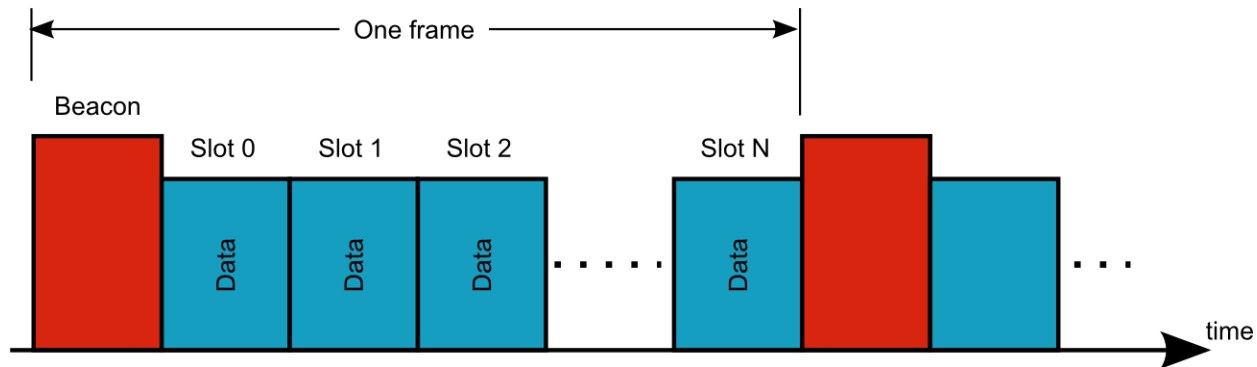 One frame
Beacon
Slot 0
Slot 1
Slot 2
Slot N
Data
Data
Data
Data
time